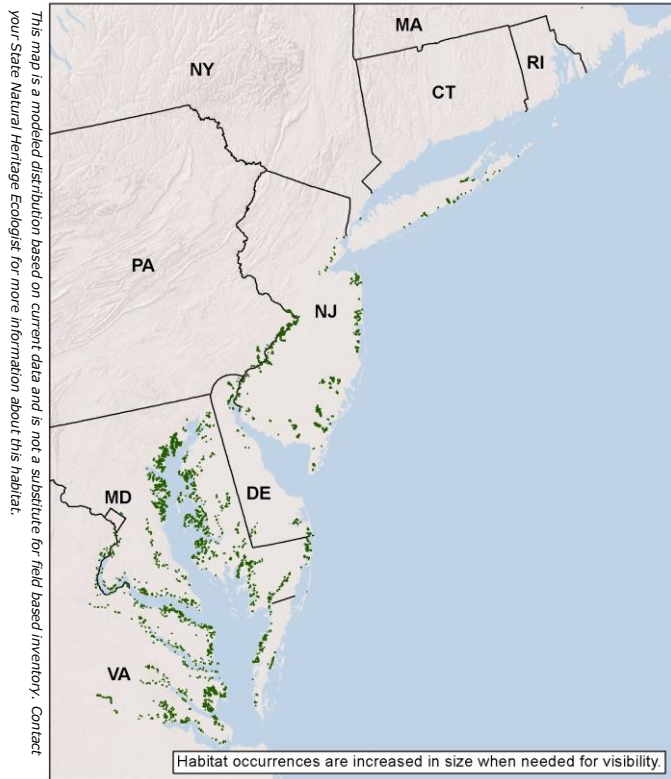 MA
NY
RI
CT
PA
NJ
DE
MD
VA
Habitat occurrences are increased in size when needed for visibility.
This map is a modeled distribution based on current data and is not a substitute for field based inventory. Contact
your State Natural Heritage Ecologist for more information about this habitat.